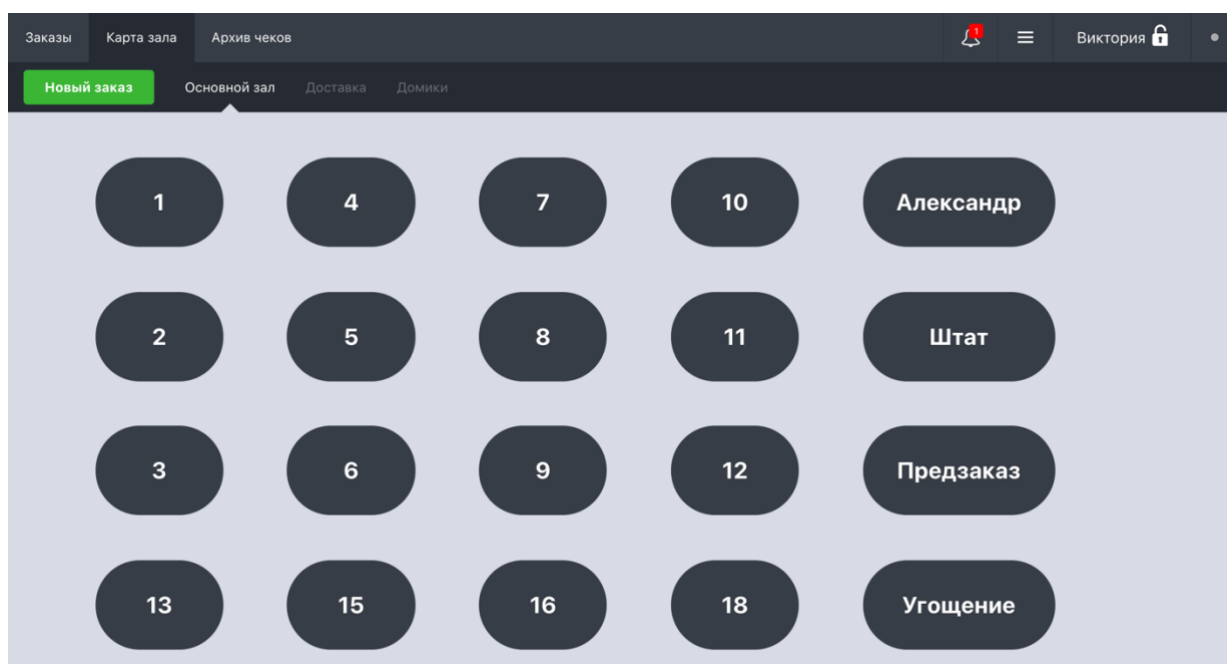 Заказы Карта зала Архив чеков 1 Виктория
Новый заказ Основной зал Доставка Домики
1 4 7 10 Александр
2 5 8 11 Штат
3 6 9 12 Предзаказ
13 15 16 18 Угощение